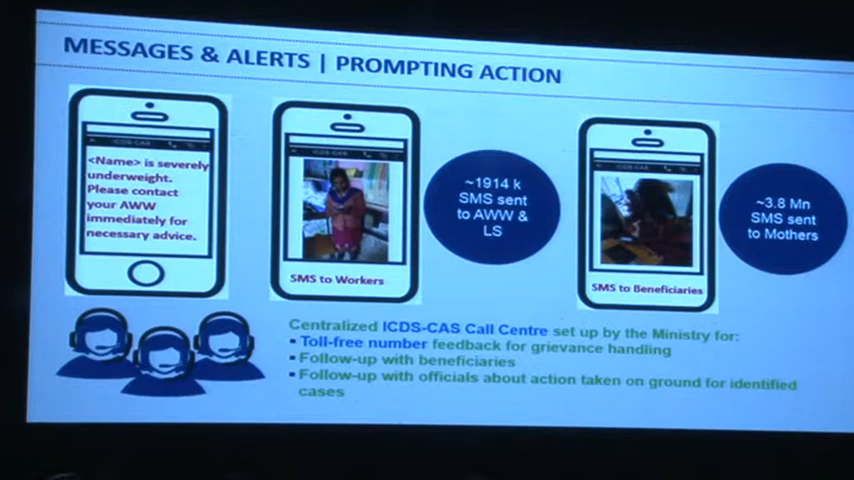 MESSAGES & ALERTS | PROMPTING ACTION
ICDS-CAS
<Name> is severely
underweight.
Please contact
your AWW
immediately for
necessary advice.
ICDS-CAS
SMS to Workers
~1914 k
SMS sent
to AWW &
LS
ICDS-CAS
SMS to Beneficiaries
~3.8 Mn
SMS sent
to Mothers
Centralized ICDS-CAS Call Centre set up by the Ministry for:
▪ Toll-free number feedback for grievance handling
▪ Follow-up with beneficiaries
▪ Follow-up with officials about action taken on ground for identified
cases